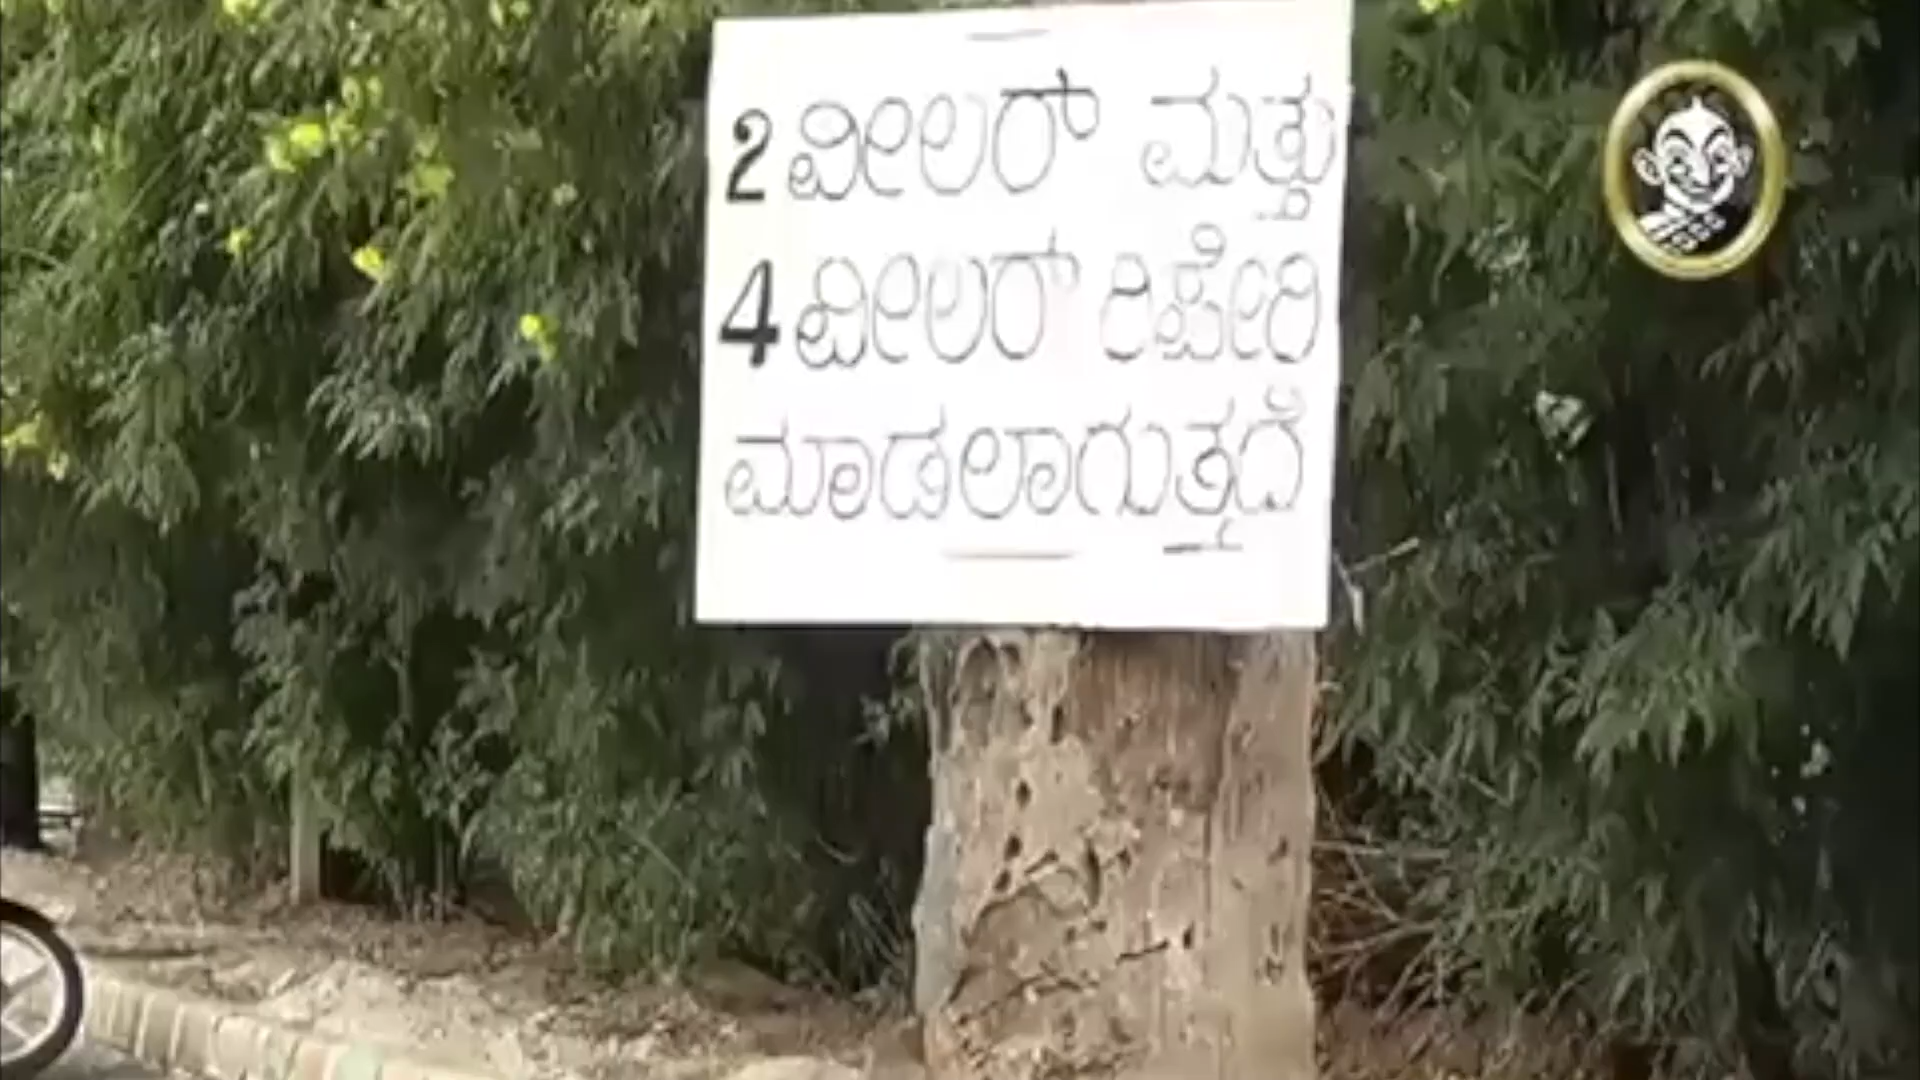 2 ವೀಲರ್ ಮತ್ತು
4 ವೀಲರ್ ರಿಪೇರಿ
ಮಾಡಲಾಗುತ್ತದೆ